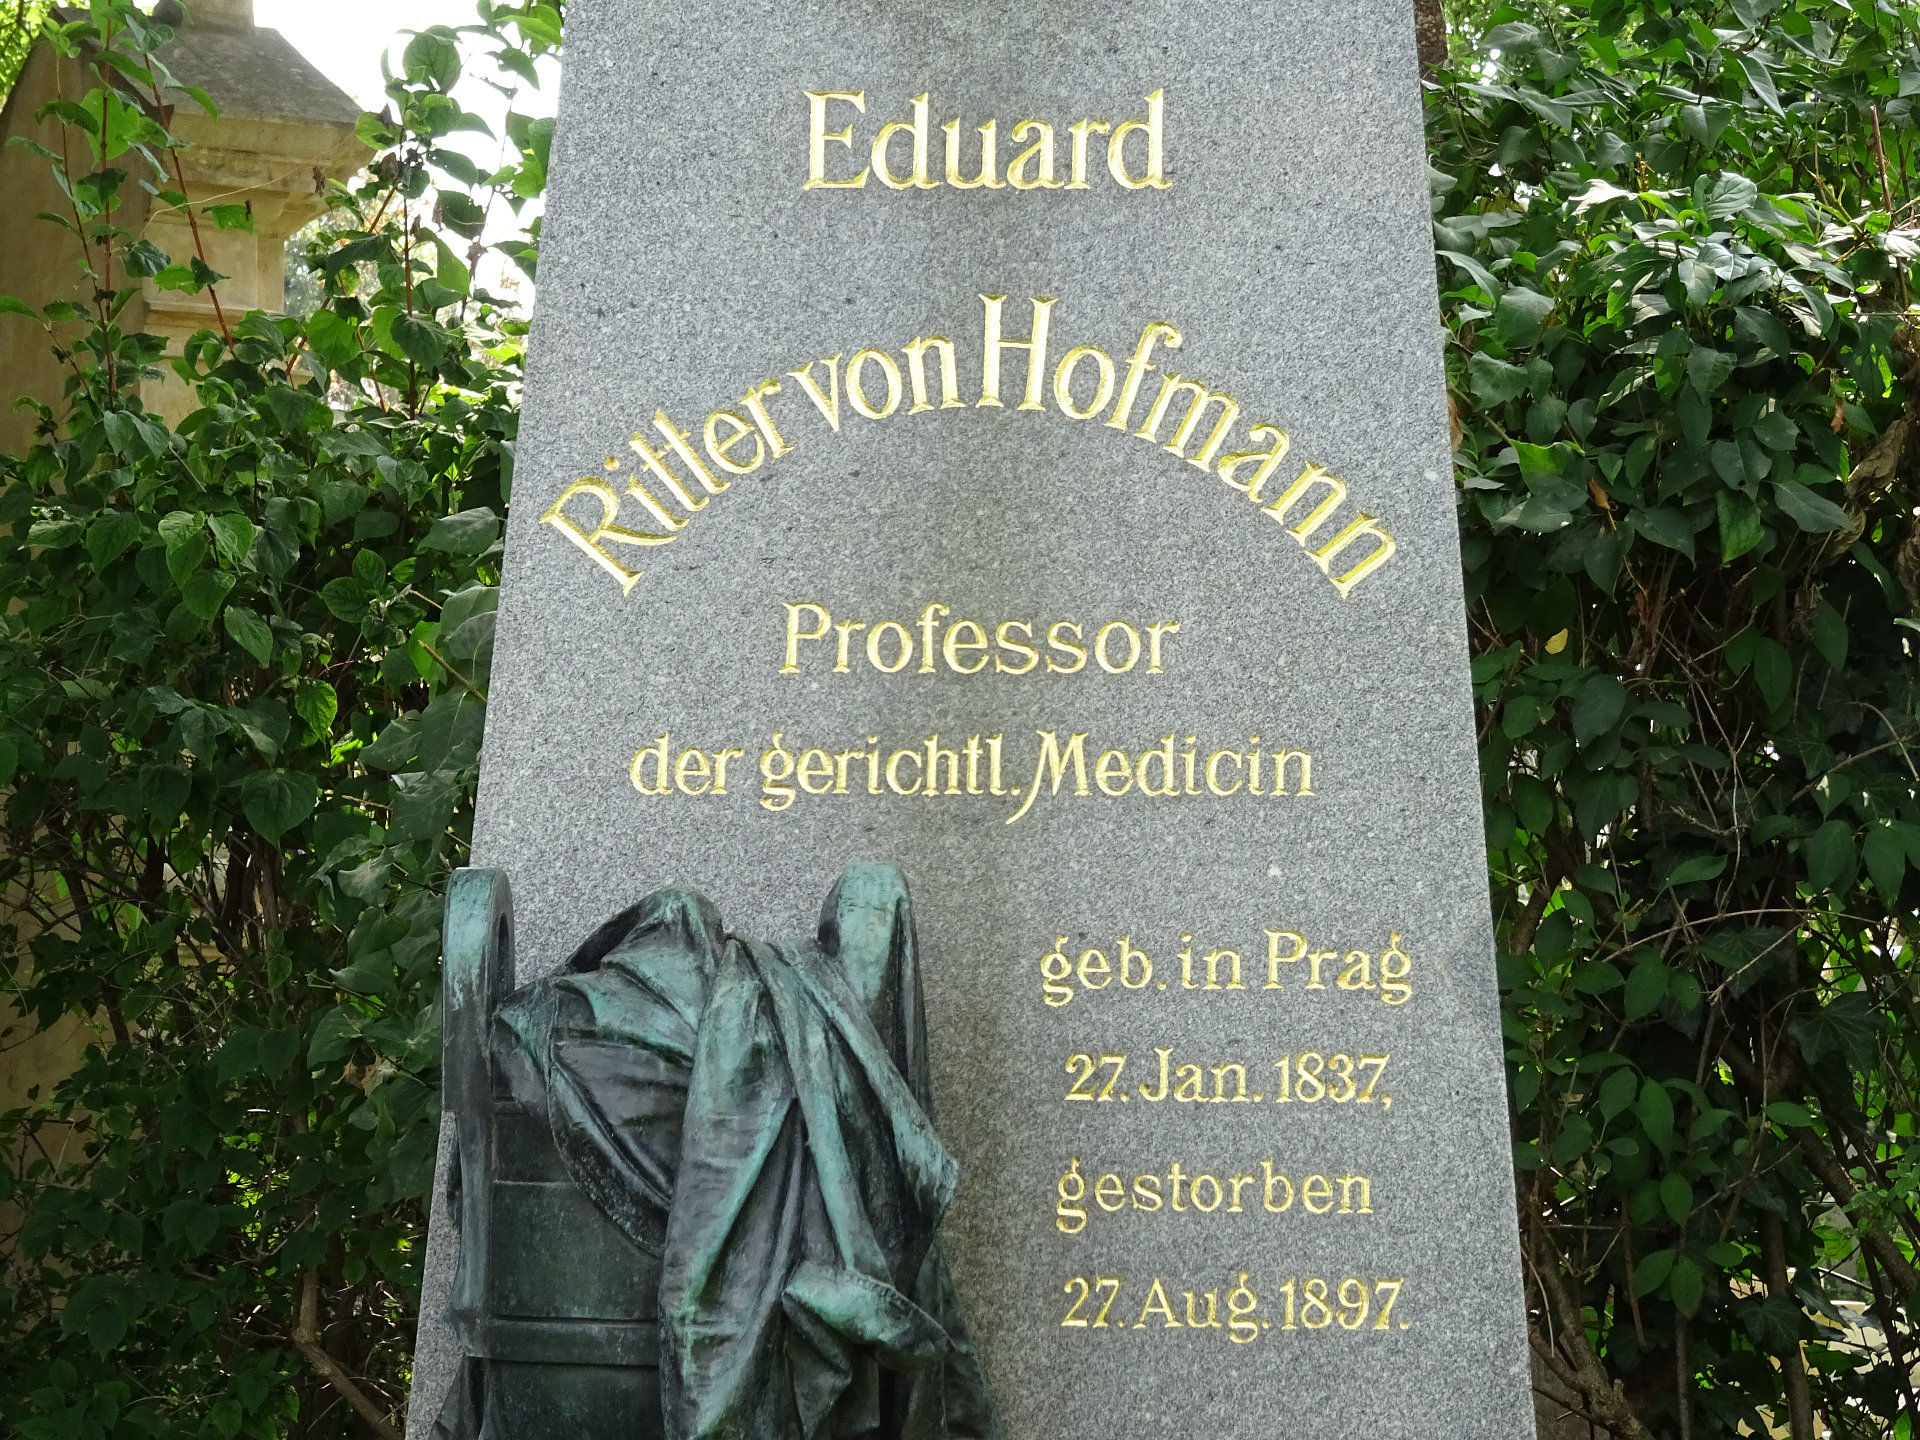 Eduard
Ritter von Hofmann
Professor
der gerichtl. Medicin
geb. in Prag
27. Jan. 1837,
gestorben
27. Aug. 1897.